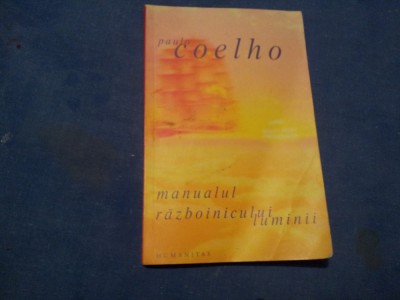 paulo
coelho
manualul
războinicului
luminii
HUMANITAS